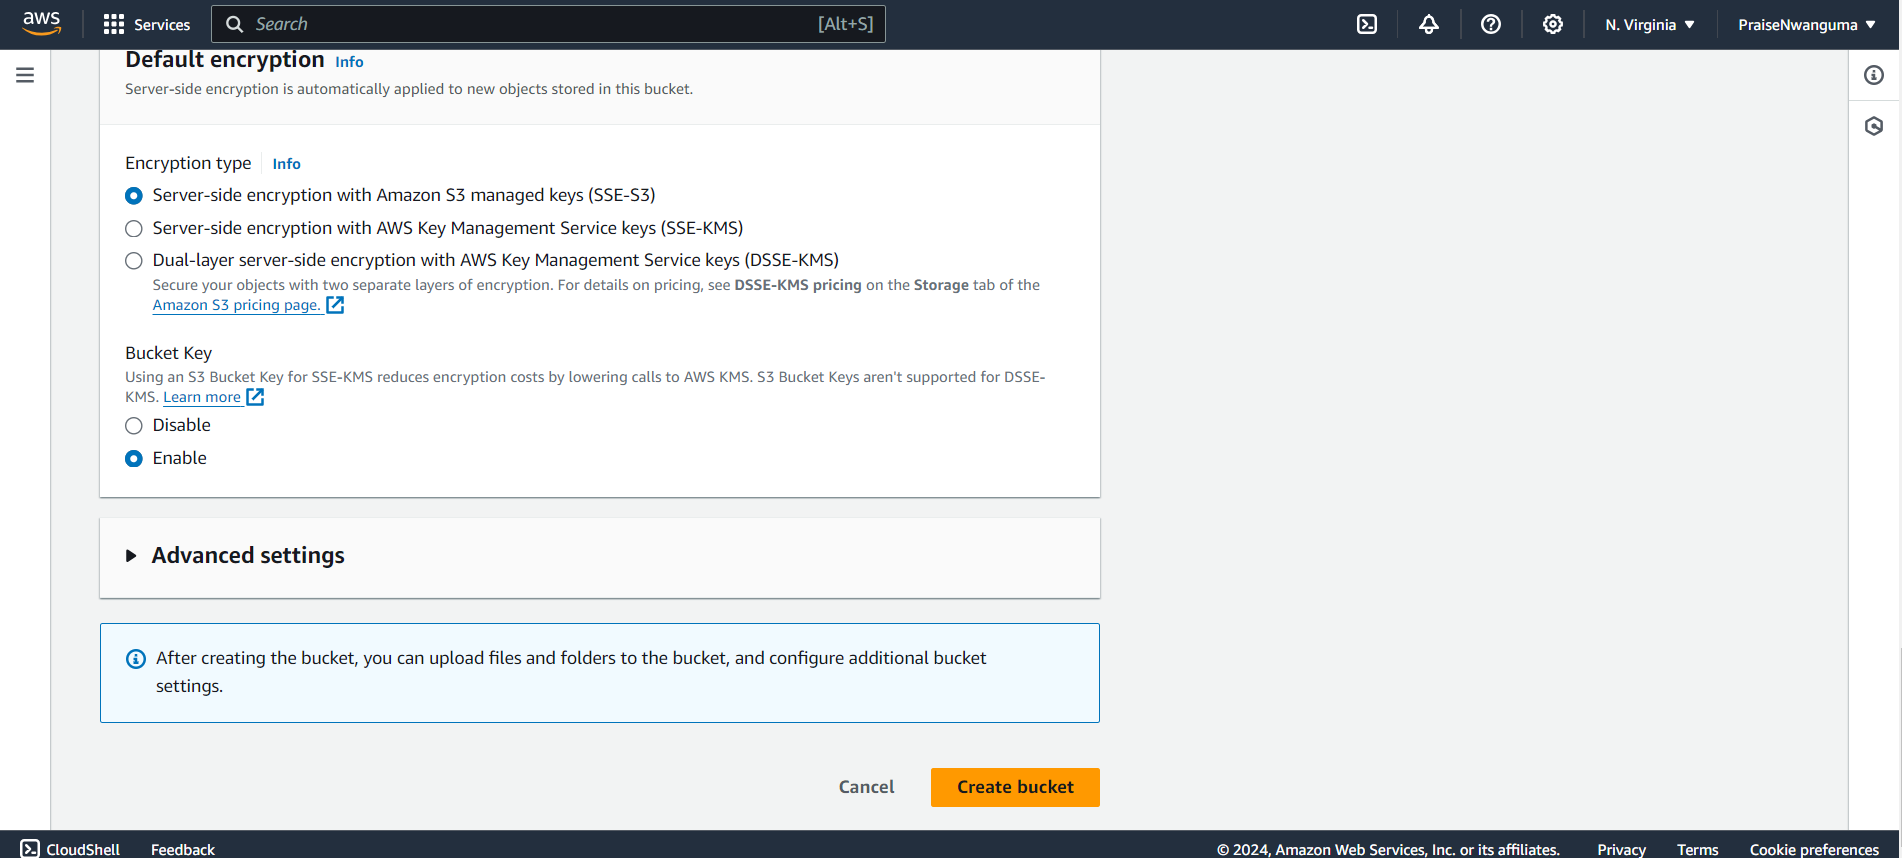 aws
Services
Search
[Alt+S]
N. Virginia
PraiseNwanguma
Default encryption Info
Server-side encryption is automatically applied to new objects stored in this bucket.
Encryption type Info
Server-side encryption with Amazon S3 managed keys (SSE-S3)
Server-side encryption with AWS Key Management Service keys (SSE-KMS)
Dual-layer server-side encryption with AWS Key Management Service keys (DSSE-KMS)
Secure your objects with two separate layers of encryption. For details on pricing, see DSSE-KMS pricing on the Storage tab of the
Amazon S3 pricing page.
Bucket Key
Using an S3 Bucket Key for SSE-KMS reduces encryption costs by lowering calls to AWS KMS. S3 Bucket Keys aren't supported for DSSE-
KMS. Learn more
Disable
Enable
Advanced settings
After creating the bucket, you can upload files and folders to the bucket, and configure additional bucket
settings.
Cancel
Create bucket
CloudShell
Feedback
© 2024, Amazon Web Services, Inc. or its affiliates.
Privacy
Terms
Cookie preferences